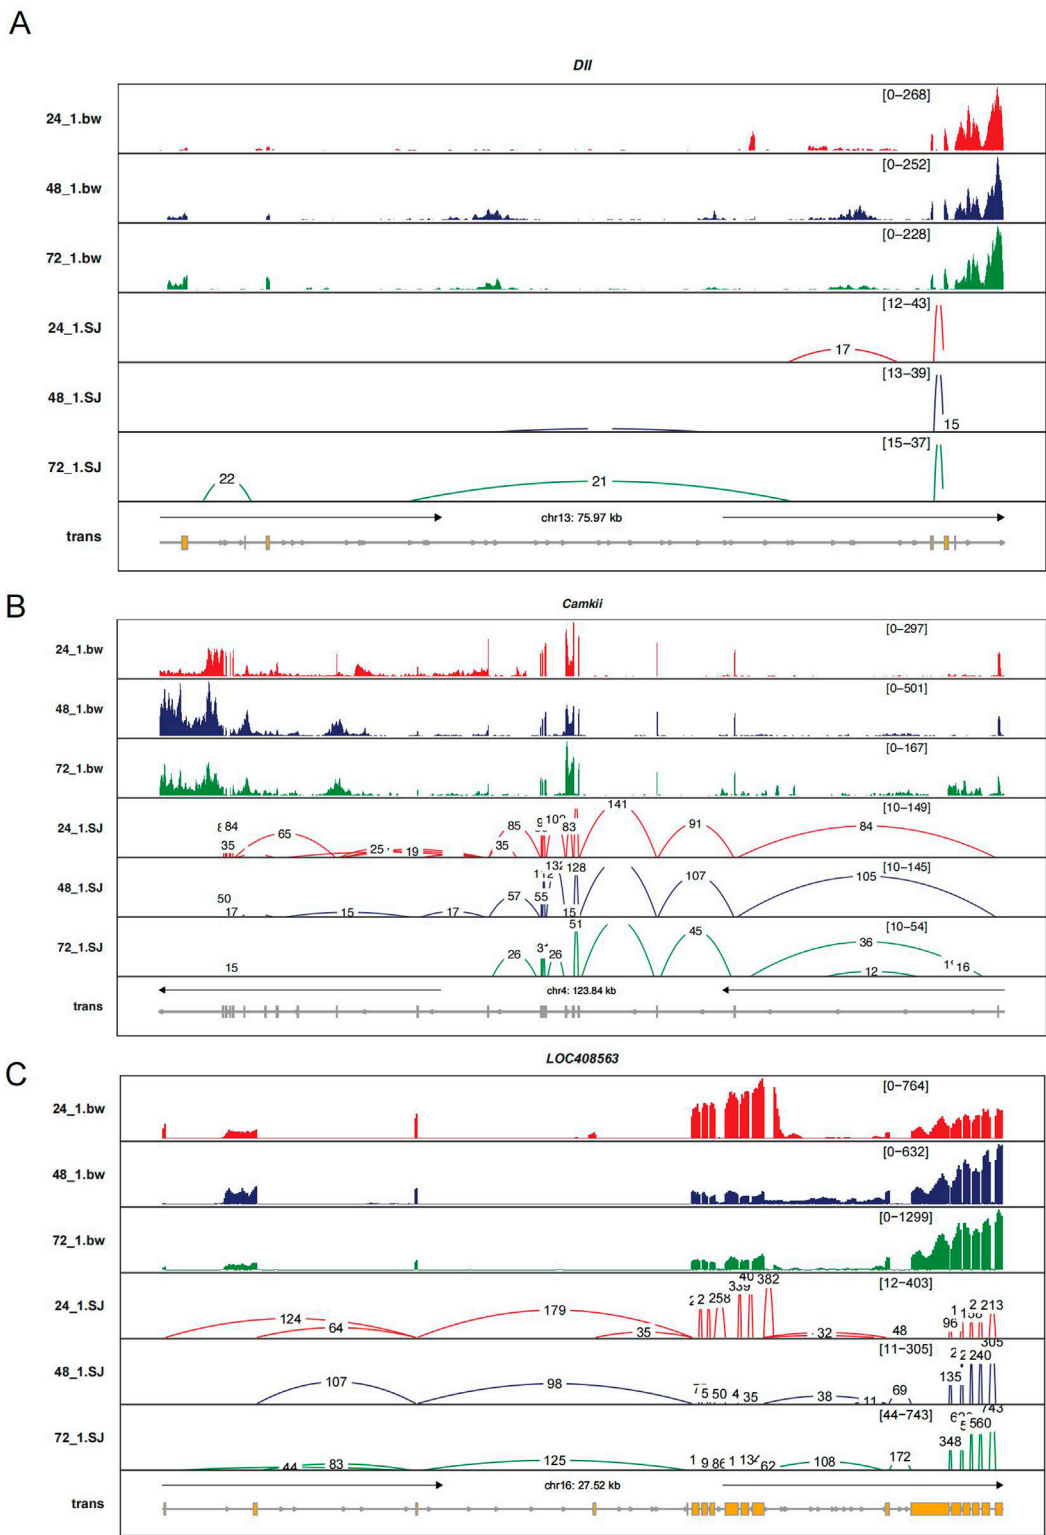 A
Dll
24_1.bw [0–268]
48_1.bw [0–252]
72_1.bw [0–228]
24_1.SJ 17 [12–43]
48_1.SJ [13–39] 15
72_1.SJ 22 21 [15–37]
chr13: 75.97 kb
trans
B
Camkii
24_1.bw [0–297]
48_1.bw [0–501]
72_1.bw [0–167]
24_1.SJ 84 35 65 25 19 85 35 83 141 91 84 [10–149]
48_1.SJ 50 17 15 17 57 55 15 128 107 105 [10–145]
72_1.SJ 15 26 26 51 45 36 12 16 [10–54]
chr4: 123.84 kb
trans
C
LOC408563
24_1.bw [0–764]
48_1.bw [0–632]
72_1.bw [0–1299]
24_1.SJ 124 64 179 35 258 382 32 48 [12–403] 96 213
48_1.SJ 107 98 50 35 38 11 69 [11–305] 135 240 305
72_1.SJ 44 83 125 62 108 172 [44–743] 348 560 743
chr16: 27.52 kb
trans